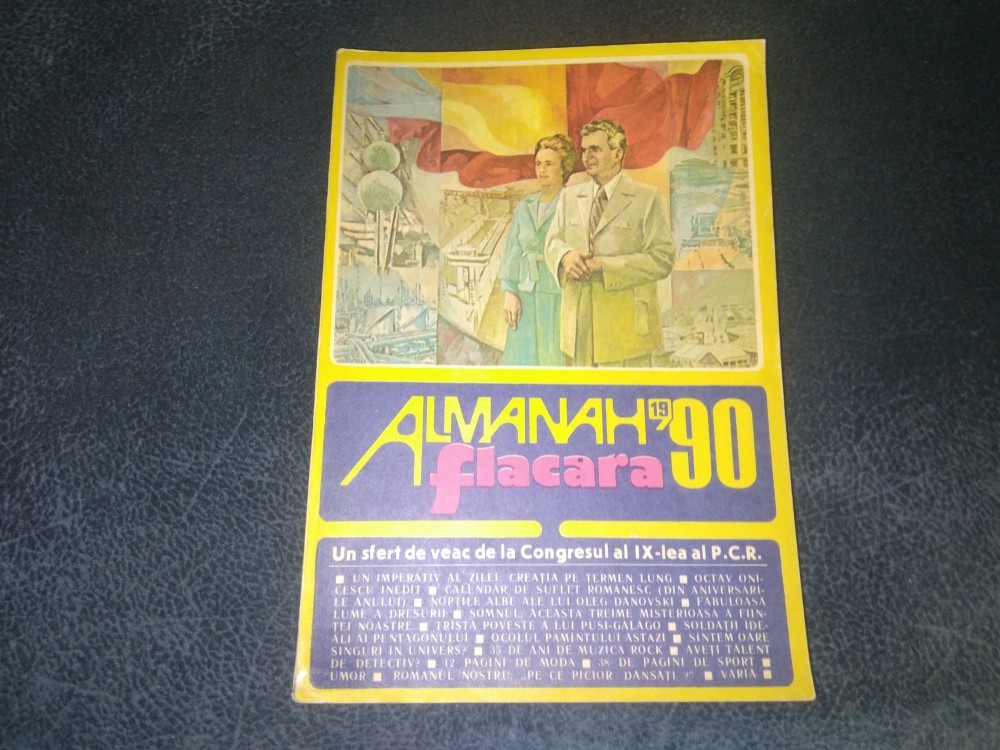 ALMANAH 1990
flacăra
Un sfert de veac de la Congresul al IX-lea al P.C.R.
■ UN IMPERATIV AL ZILEI: CREAȚIA PE TERMEN LUNG ■ OCTAV ONI-
CESCU INEDIT ■ CALENDAR DE SUFLET ROMÂNESC (DIN ANIVERSĂRI-
LE ANULUI) ■ NOPȚILE ALBE ALE LUI OLEG DANOVSKI ■ FABULOASA
LUME A DRESURII ■ SOMNUL, ACEASTĂ TREIME MISTERIOASĂ A FIIN-
ȚEI NOASTRE ■ TRISTA POVESTE A LUI PUSI-GALAGO ■ SOLDAȚII IDE-
ALI AI PENTAGONULUI ■ OCOLUL PĂMÎNTULUI ASTĂZI ■ SÎNTEM OARE
SINGURI ÎN UNIVERS? ■ 35 DE ANI DE MUZICĂ ROCK ■ AVEȚI TALENT
DE DETECTIV? ■ 12 PAGINI DE MODĂ ■ 38 DE PAGINI DE SPORT ■
UMOR ■ ROMANUL NOSTRU: „PE CE PICIOR DANSAȚI?" ■ VARIA ■